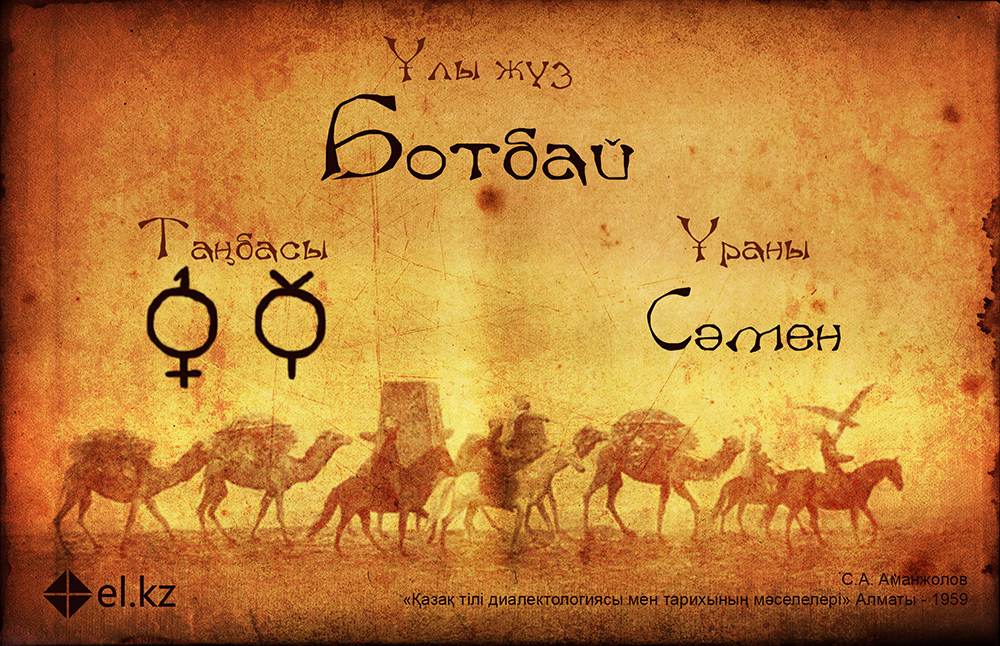 Ұлы жүз
Ботбай
Таңбасы
Ұраны
Сәмен
el.kz
С.А. Аманжолов
«Қазақ тілі диалектологиясы мен тарихының мәселелері» Алматы - 1959